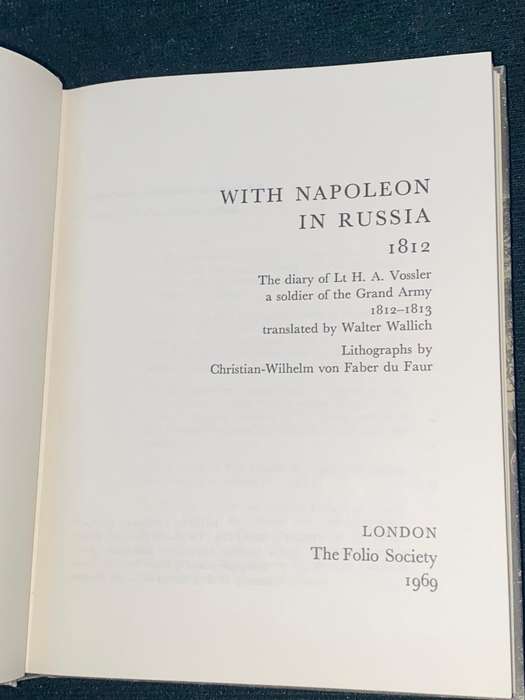 WITH NAPOLEON
IN RUSSIA
1812
The diary of Lt H. A. Vossler
a soldier of the Grand Army
1812–1813
translated by Walter Wallich
Lithographs by
Christian-Wilhelm von Faber du Faur
LONDON
The Folio Society
1969